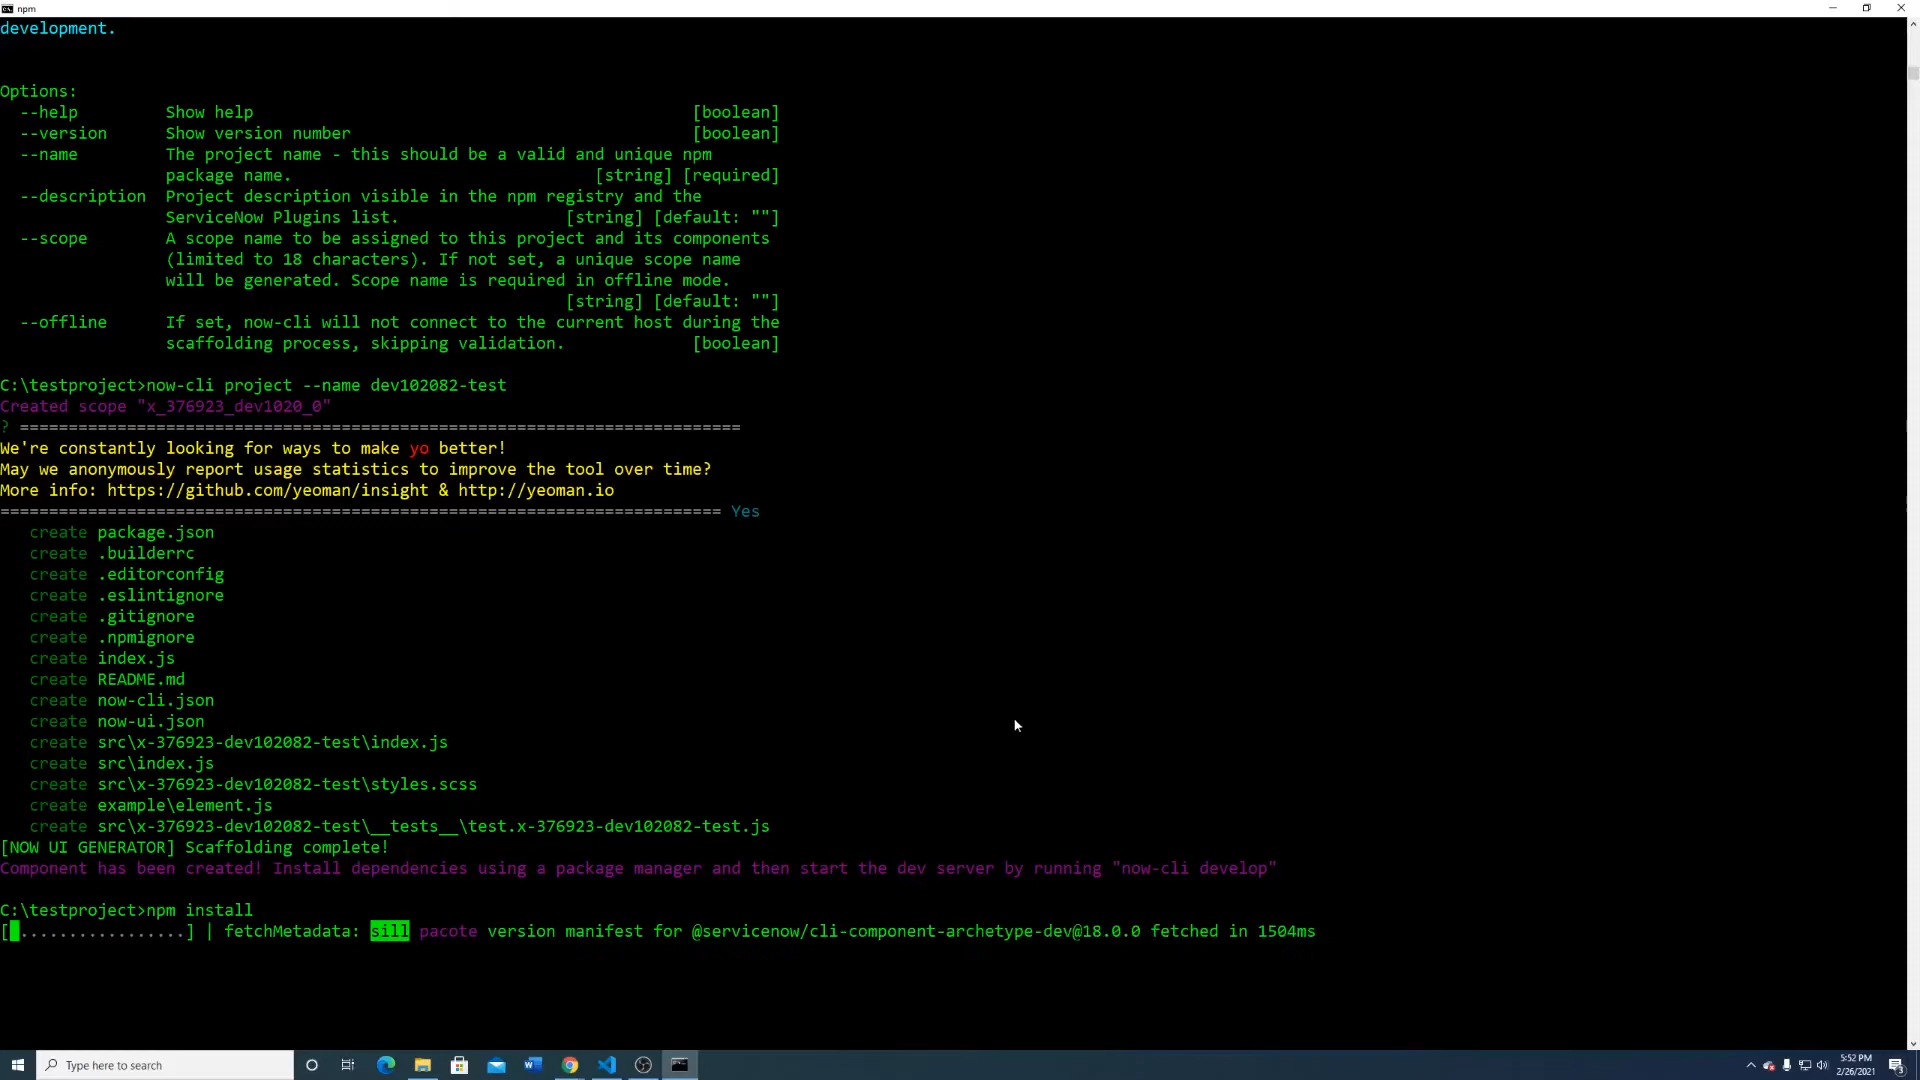 npm
development.
Options:
--help Show help [boolean]
--version Show version number [boolean]
--name The project name - this should be a valid and unique npm
package name. [string] [required]
--description Project description visible in the npm registry and the
ServiceNow Plugins list. [string] [default: ""]
--scope A scope name to be assigned to this project and its components
(limited to 18 characters). If not set, a unique scope name
will be generated. Scope name is required in offline mode.
[string] [default: ""]
--offline If set, now-cli will not connect to the current host during the
scaffolding process, skipping validation. [boolean]
C:\testproject>now-cli project --name dev102082-test
Created scope "x_376923_dev1020_0"
? ==========================================================================
We're constantly looking for ways to make yo better!
May we anonymously report usage statistics to improve the tool over time?
More info: https://github.com/yeoman/insight & http://yeoman.io
========================================================================== Yes
create package.json
create .builderrc
create .editorconfig
create .eslintignore
create .gitignore
create .npmignore
create index.js
create README.md
create now-cli.json
create now-ui.json
create src\x-376923-dev102082-test\index.js
create src\index.js
create src\x-376923-dev102082-test\styles.scss
create example\element.js
create src\x-376923-dev102082-test\__tests__\test.x-376923-dev102082-test.js
[NOW UI GENERATOR] Scaffolding complete!
Component has been created! Install dependencies using a package manager and then start the dev server by running "now-cli develop"
C:\testproject>npm install
[ .................] | fetchMetadata: sill pacote version manifest for @servicenow/cli-component-archetype-dev@18.0.0 fetched in 1504ms
Type here to search
5:52 PM
2/26/2021
3